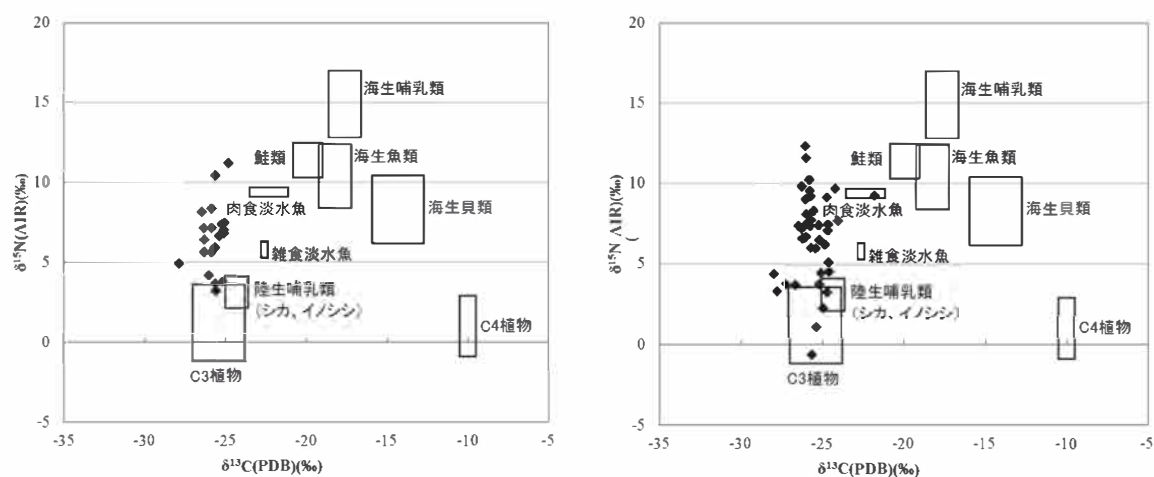 20
15
10
5
0
-5
-35
-30
-25
-20
-15
-10
-5
δ¹⁵N(AIR)(‰)
δ¹³C(PDB)(‰)
海生哺乳類
鮭類
海生魚類
肉食淡水魚
海生貝類
雑食淡水魚
陸生哺乳類
(シカ、イノシシ)
C4植物
C3植物
20
15
10
5
0
-5
-35
-30
-25
-20
-15
-10
-5
δ¹⁵N AIR)(‰)
δ¹³C(PDB)(‰)
海生哺乳類
鮭類
海生魚類
肉食淡水魚
海生貝類
雑食淡水魚
陸生哺乳類
(シカ、イノシシ)
C4植物
C3植物